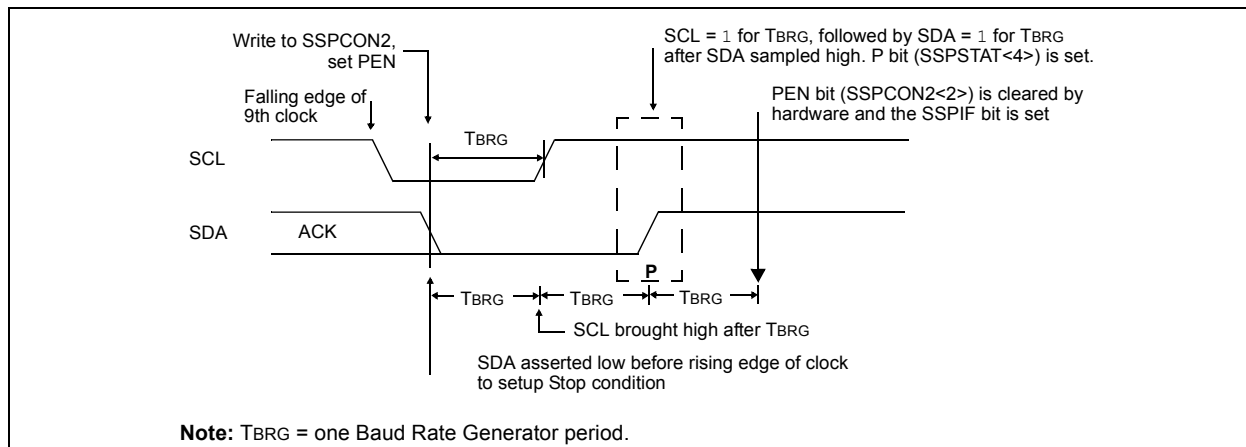 Write to SSPCON2,
set PEN
SCL = 1 for TBRG, followed by SDA = 1 for TBRG
after SDA sampled high. P bit (SSPSTAT<4>) is set.
Falling edge of
9th clock
PEN bit (SSPCON2<2>) is cleared by
hardware and the SSPIF bit is set
TBRG
SCL
SDA
ACK
P
TBRG
TBRG
TBRG
SCL brought high after TBRG
SDA asserted low before rising edge of clock
to setup Stop condition
Note: TBRG = one Baud Rate Generator period.